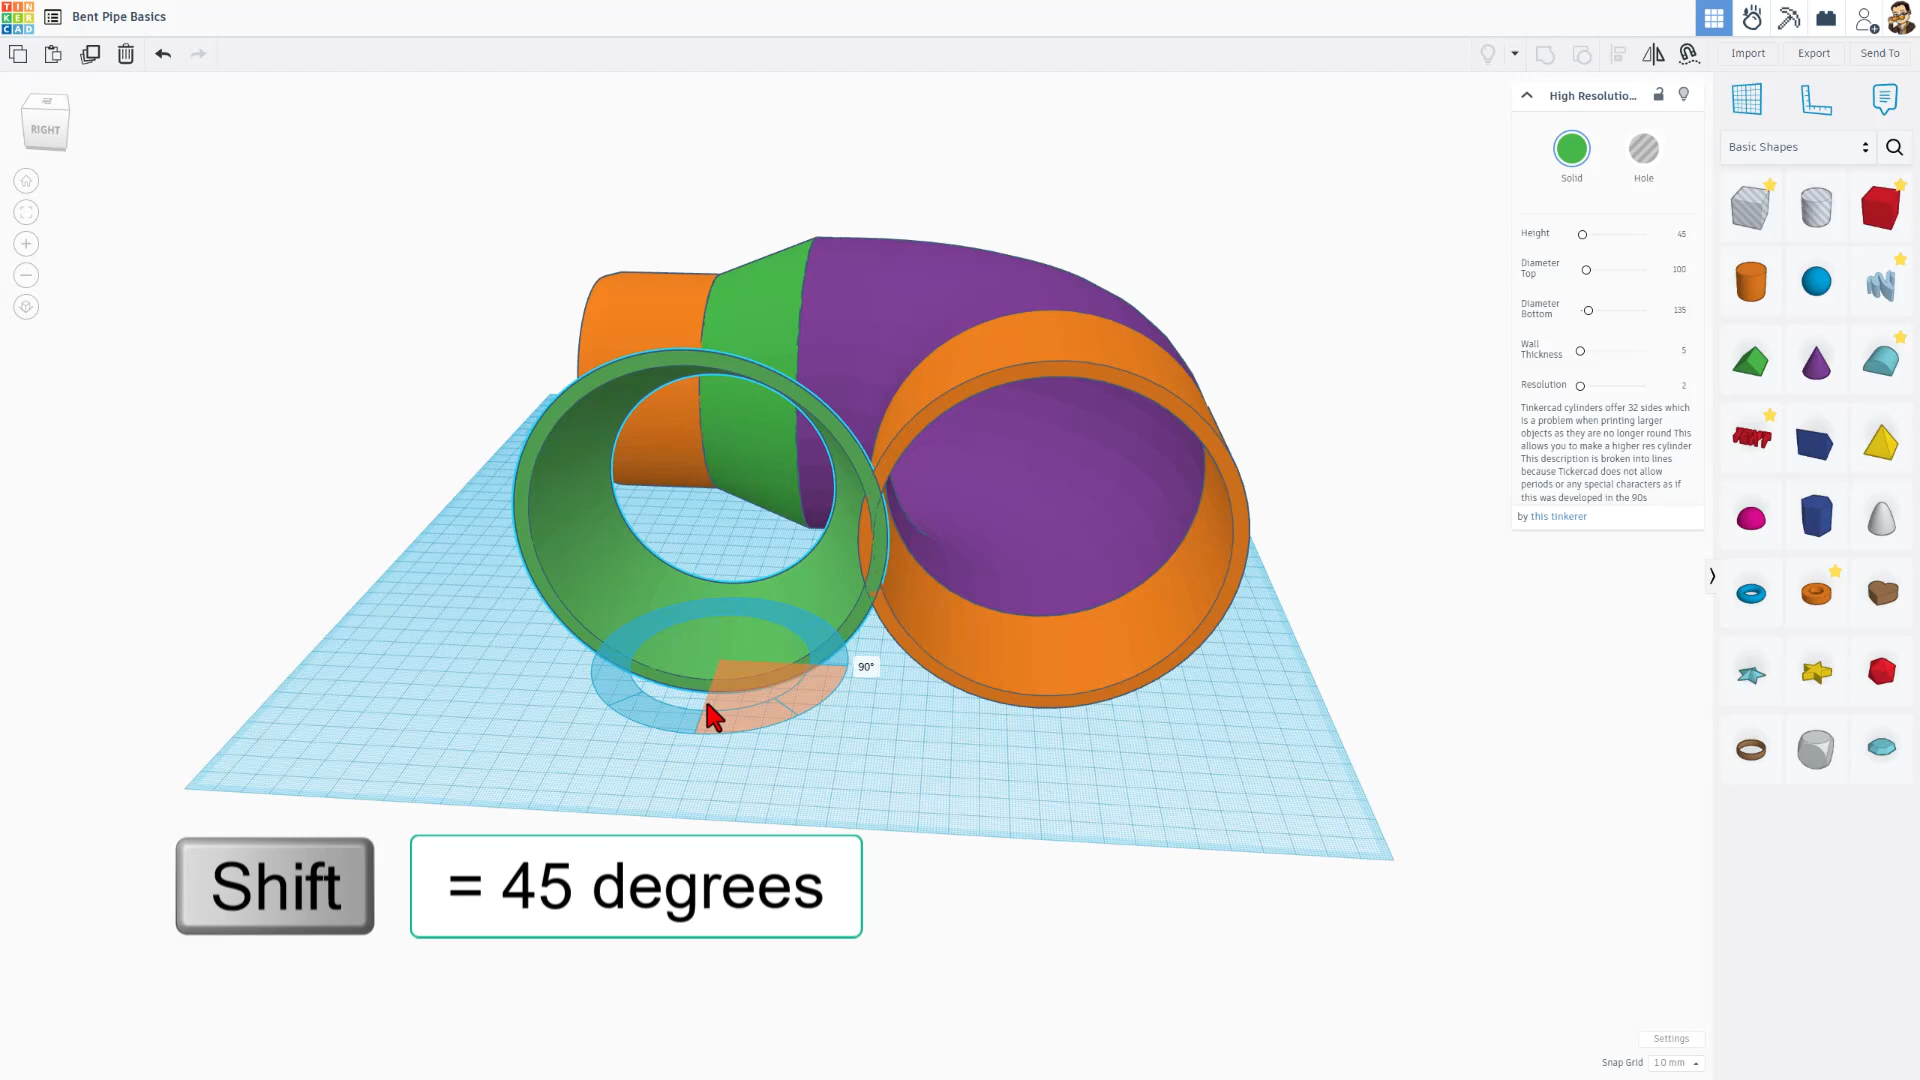 TIN
KER
CAD
Bent Pipe Basics
Import
Export
Send To
RIGHT
High Resolutio...
Solid
Hole
Height
45
Diameter
Top
100
Diameter
Bottom
135
Wall
Thickness
5
Resolution
2
Tinkercad cylinders offer 32 sides which
is a problem when printing larger
objects as they are no longer round This
allows you to make a higher res cylinder
This description is broken into lines
because Tickercad does not allow
periods or any special characters as if
this was developed in the 90s
by this tinkerer
Basic Shapes
TEXT
90°
Shift
= 45 degrees
Settings
Snap Grid
1.0 mm